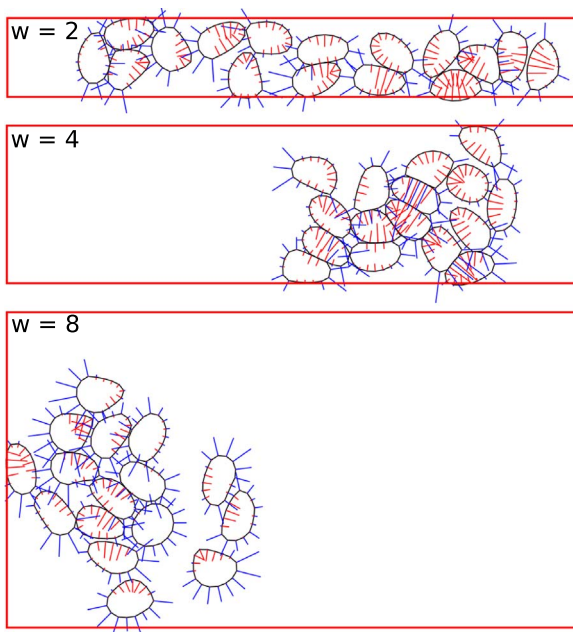 w = 2
w = 4
w = 8